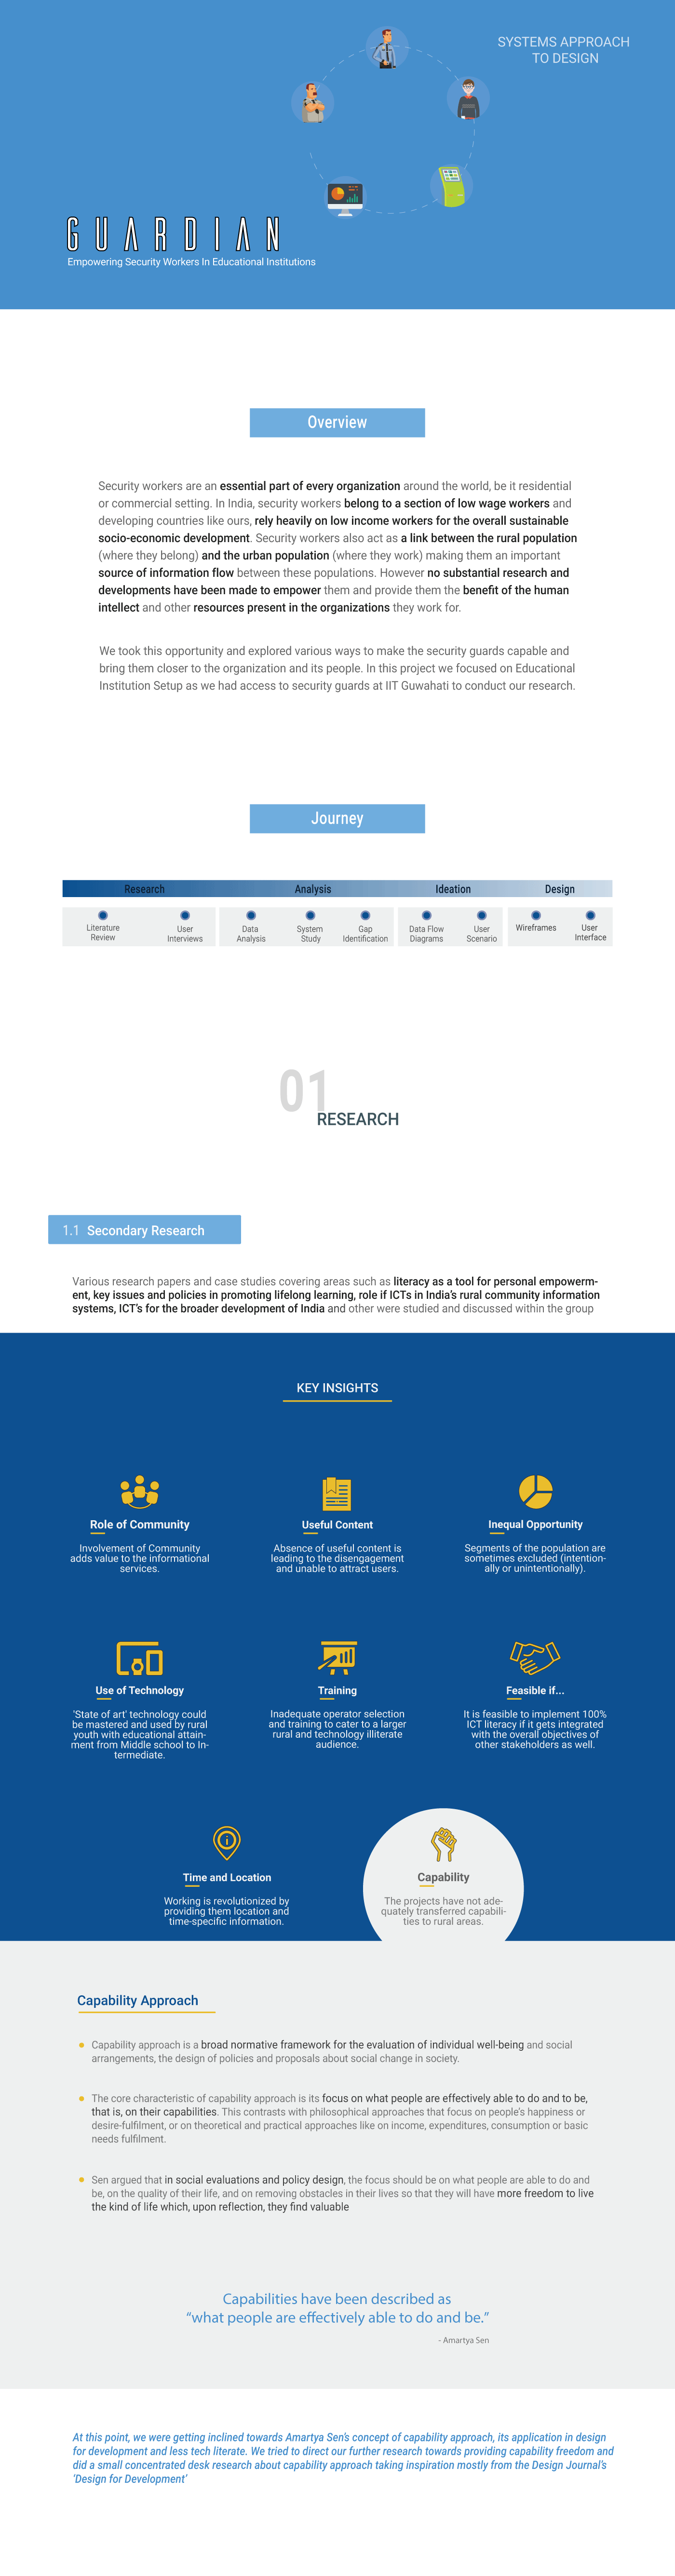 SYSTEMS APPROACH
TO DESIGN
GUARDIAN
Empowering Security Workers In Educational Institutions
Overview
Security workers are an essential part of every organization around the world, be it residential
or commercial setting. In India, security workers belong to a section of low wage workers and
developing countries like ours, rely heavily on low income workers for the overall sustainable
socio-economic development. Security workers also act as a link between the rural population
(where they belong) and the urban population (where they work) making them an important
source of information flow between these populations. However no substantial research and
developments have been made to empower them and provide them the benefit of the human
intellect and other resources present in the organizations they work for.
We took this opportunity and explored various ways to make the security guards capable and
bring them closer to the organization and its people. In this project we focused on Educational
Institution Setup as we had access to security guards at IIT Guwahati to conduct our research.
Journey
Research
Analysis
Ideation
Design
Literature
Review
User
Interviews
Data
Analysis
System
Study
Gap
Identification
Data Flow
Diagrams
User
Scenario
Wireframes
User
Interface
01
RESEARCH
1.1 Secondary Research
Various research papers and case studies covering areas such as literacy as a tool for personal empowerm-
ent, key issues and policies in promoting lifelong learning, role if ICTs in India's rural community information
systems, ICT's for the broader development of India and other were studied and discussed within the group
KEY INSIGHTS
Role of Community
Involvement of Community
adds value to the informational
services.
Useful Content
Absence of useful content is
leading to the disengagement
and unable to attract users.
Inequal Opportunity
Segments of the population are
sometimes excluded (intention-
ally or unintentionally).
Use of Technology
'State of art' technology could
be mastered and used by rural
youth with educational attain-
ment from Middle school to In-
termediate.
Training
Inadequate operator selection
and training to cater to a larger
rural and technology illiterate
audience.
Feasible if...
It is feasible to implement 100%
ICT literacy if it gets integrated
with the overall objectives of
other stakeholders as well.
Time and Location
Working is revolutionized by
providing them location and
time-specific information.
Capability
The projects have not ade-
quately transferred capabili-
ties to rural areas.
Capability Approach
Capability approach is a broad normative framework for the evaluation of individual well-being and social
arrangements, the design of policies and proposals about social change in society.
The core characteristic of capability approach is its focus on what people are effectively able to do and to be,
that is, on their capabilities. This contrasts with philosophical approaches that focus on people's happiness or
desire-fulfilment, or on theoretical and practical approaches like on income, expenditures, consumption or basic
needs fulfilment.
Sen argued that in social evaluations and policy design, the focus should be on what people are able to do and
be, on the quality of their life, and on removing obstacles in their lives so that they will have more freedom to live
the kind of life which, upon reflection, they find valuable
Capabilities have been described as
“what people are effectively able to do and be.”
- Amartya Sen
At this point, we were getting inclined towards Amartya Sen's concept of capability approach, its application in design
for development and less tech literate. We tried to direct our further research towards providing capability freedom and
did a small concentrated desk research about capability approach taking inspiration mostly from the Design Journal's
'Design for Development'